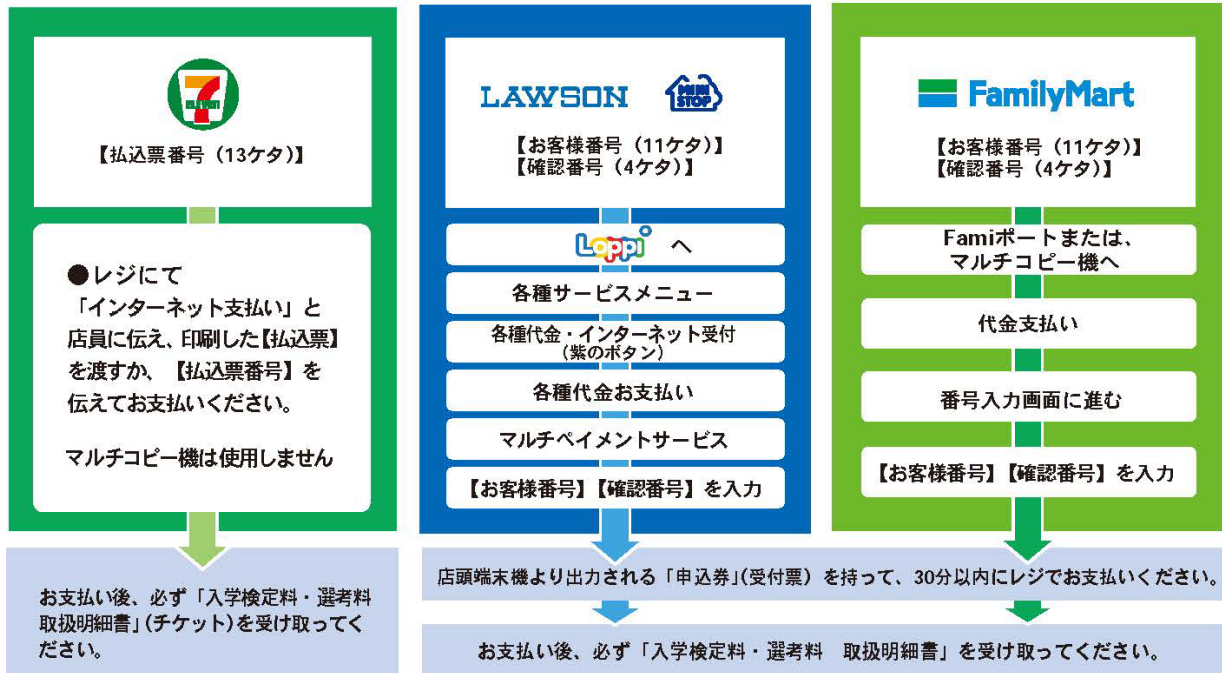 7
ELEVEN
【払込票番号（13ケタ）】
●レジにて
「インターネット支払い」と
店員に伝え、印刷した【払込票】
を渡すか、【払込票番号】を
伝えてお支払いください。
マルチコピー機は使用しません
お支払い後、必ず「入学検定料・選考料
取扱明細書」（チケット）を受け取ってく
ださい。
LAWSON
MINI
STOP
【お客様番号（11ケタ）】
【確認番号（4ケタ）】
Loppi へ
各種サービスメニュー
各種代金・インターネット受付
（紫のボタン）
各種代金お支払い
マルチペイメントサービス
【お客様番号】【確認番号】を入力
FamilyMart
【お客様番号（11ケタ）】
【確認番号（4ケタ）】
Famiポートまたは、
マルチコピー機へ
代金支払い
番号入力画面に進む
【お客様番号】【確認番号】を入力
店頭端末機より出力される「申込券」（受付票）を持って、30分以内にレジでお支払いください。
お支払い後、必ず「入学検定料・選考料　取扱明細書」を受け取ってください。